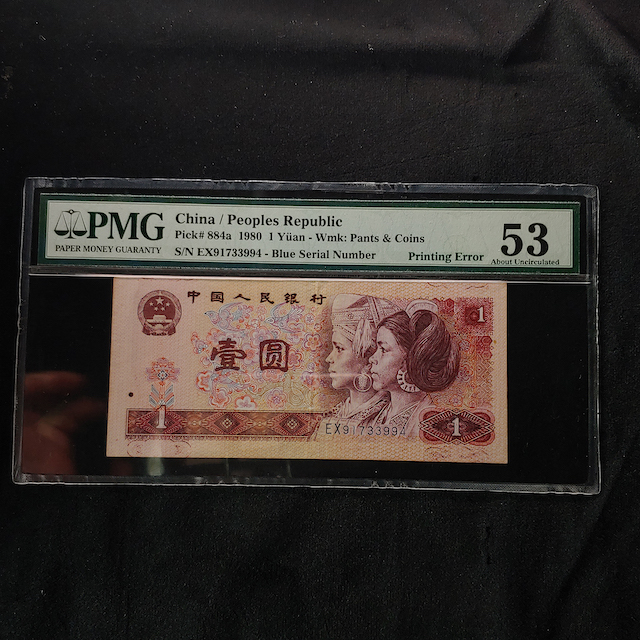 PMG
PAPER MONEY GUARANTY
China / Peoples Republic
Pick# 884a 1980 1 Yüan - Wmk: Pants & Coins
S/N EX91733994 - Blue Serial Number
Printing Error
53
About Uncirculated
中国人民银行
1
壹圆
1
EX91733994
1